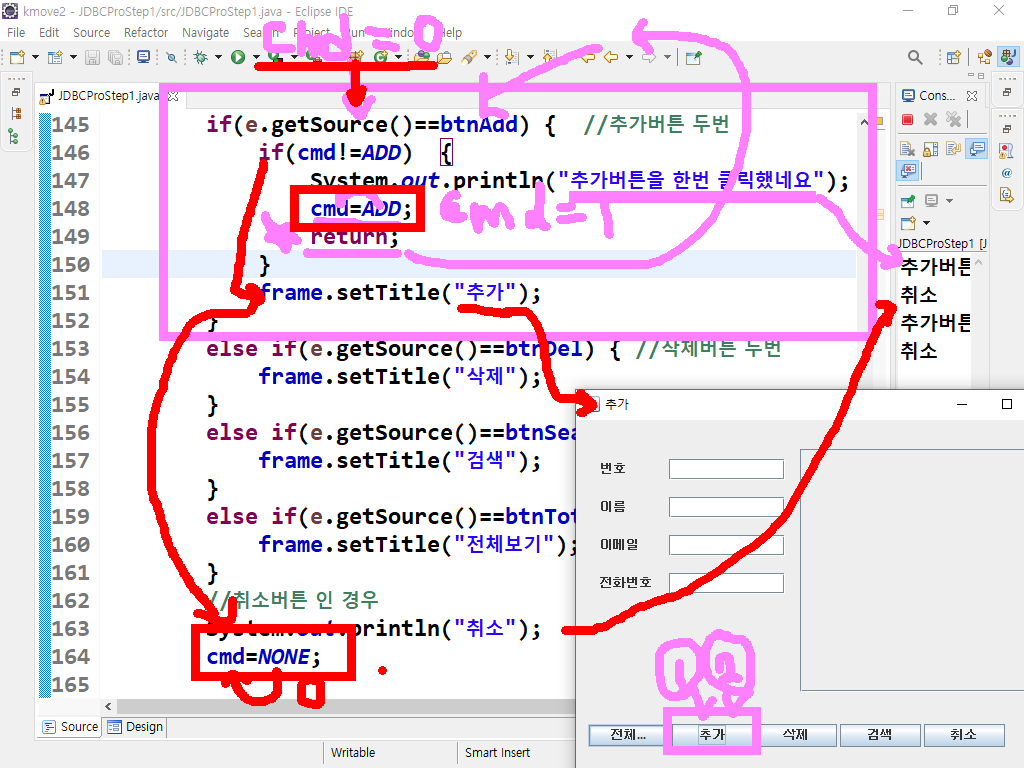 kmove2 - JDBCProStep1/src/JDBCProStep1.java - Eclipse IDE
File Edit Source Refactor Navigate Search Project Run Window Help
cmd=0
JDBCProStep1.java
Cons...
145 if(e.getSource()==btnAdd) { //추가버튼 두번
146 if(cmd!=ADD) {
147 System.out.println("추가버튼을 한번 클릭했네요");
148 cmd=ADD;
cmd=1
149 return;
150 }
151 frame.setTitle("추가");
152 }
153 else if(e.getSource()==btnDel) { //삭제버튼 두번
154 frame.setTitle("삭제");
155 }
156 else if(e.getSource()==btnSea
157 frame.setTitle("검색");
158 }
159 else if(e.getSource()==btnTot
160 frame.setTitle("전체보기");
161 }
162 //취소버튼 인 경우
163 System.out.println("취소");
164 cmd=NONE;
0
165
JDBCProStep1 [J
추가버튼
취소
추가버튼
취소
추가
번호
이름
이메일
전화번호
1 2
전체... 추가 삭제 검색 취소
Source Design
Writable Smart Insert